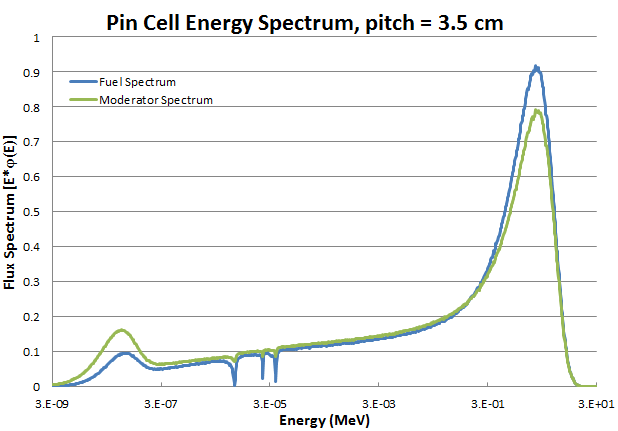 Pin Cell Energy Spectrum, pitch = 3.5 cm
1
0.9
0.8
0.7
0.6
0.5
0.4
0.3
0.2
0.1
0
Flux Spectrum [E*φ(E)]
Fuel Spectrum
Moderator Spectrum
3.E-09 3.E-07 3.E-05 3.E-03 3.E-01 3.E+01
Energy (MeV)